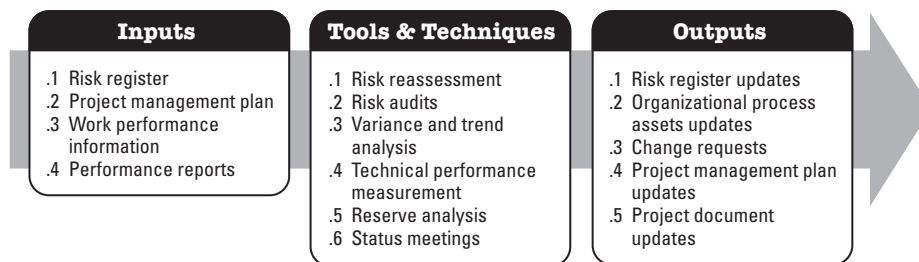 Inputs
.1 Risk register
.2 Project management plan
.3 Work performance
information
.4 Performance reports
Tools & Techniques
.1 Risk reassessment
.2 Risk audits
.3 Variance and trend
analysis
.4 Technical performance
measurement
.5 Reserve analysis
.6 Status meetings
Outputs
.1 Risk register updates
.2 Organizational process
assets updates
.3 Change requests
.4 Project management plan
updates
.5 Project document
updates